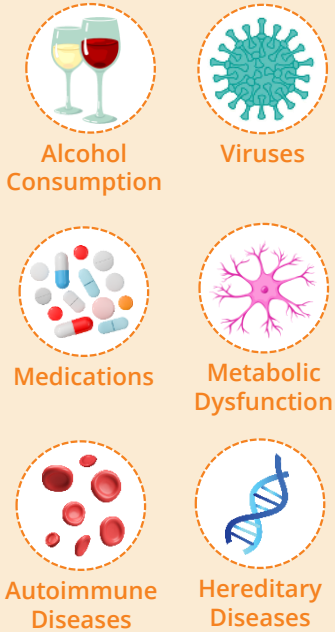 Alcohol
Consumption
Viruses
Medications
Metabolic
Dysfunction
Autoimmune
Diseases
Hereditary
Diseases